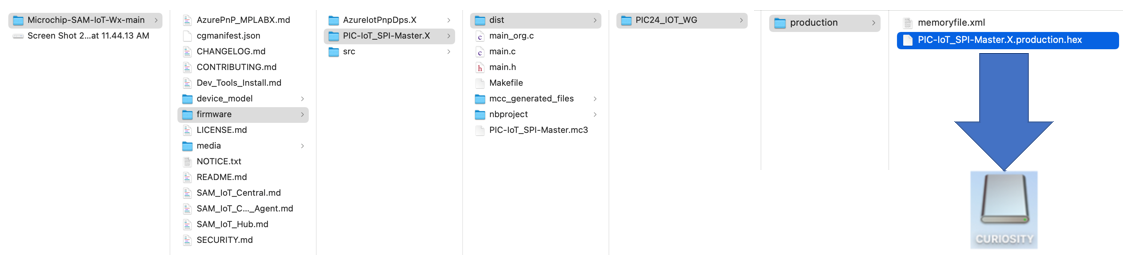 Microchip-SAM-IoT-Wx-main
Screen Shot 2...at 11.44.13 AM
AzurePnP_MPLABX.md
cgmanifest.json
CHANGELOG.md
CONTRIBUTING.md
Dev_Tools_Install.md
device_model
firmware
LICENSE.md
media
NOTICE.txt
README.md
SAM_IoT_Central.md
SAM_IoT_C..._Agent.md
SAM_IoT_Hub.md
SECURITY.md
AzureIotPnpDps.X
PIC-IoT_SPI-Master.X
src
dist
main_org.c
main.c
main.h
Makefile
mcc_generated_files
nbproject
PIC-IoT_SPI-Master.mc3
PIC24_IOT_WG
production
memoryfile.xml
PIC-IoT_SPI-Master.X.production.hex
CURIOSITY